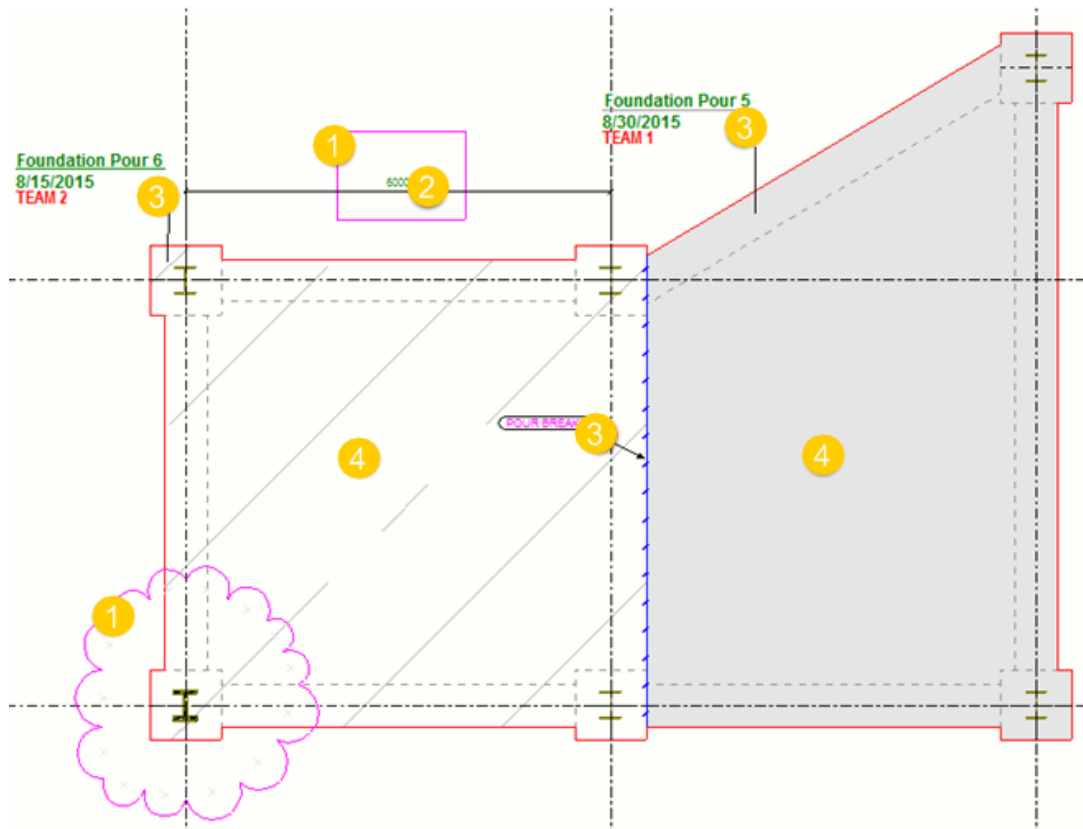 Foundation Pour 5
8/30/2015
TEAM 1
3
1
Foundation Pour 6
8/15/2015
TEAM 2
3
6000
2
POUR BREAK
3
4
4
1